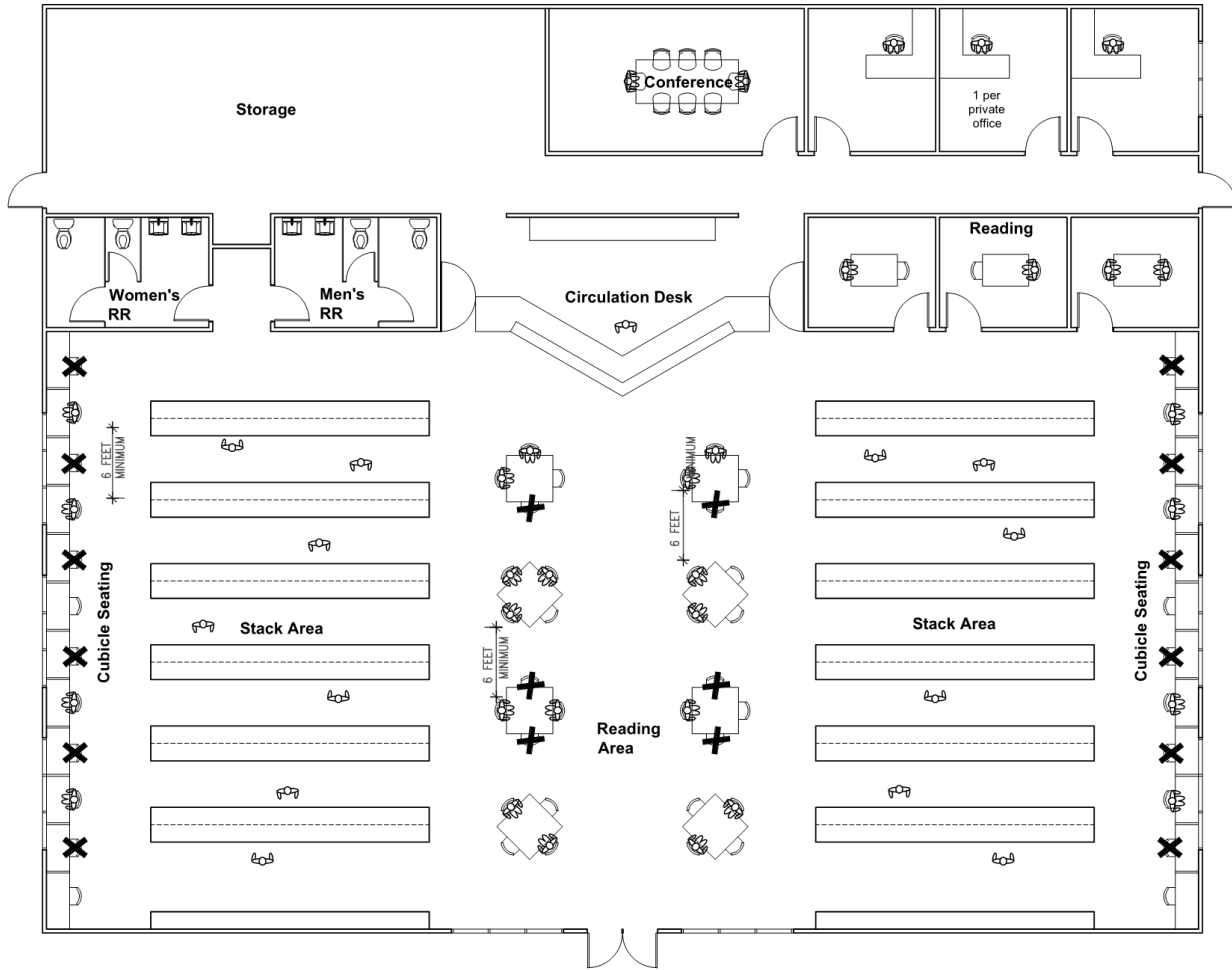 Conference
Storage
1 per
private
office
Reading
Women's
RR
Men's
RR
Circulation Desk
6 FEET
MINIMUM
6 FEET
MINIMUM
Cubicle Seating
Stack Area
6 FEET
MINIMUM
Reading
Area
Stack Area
Cubicle Seating